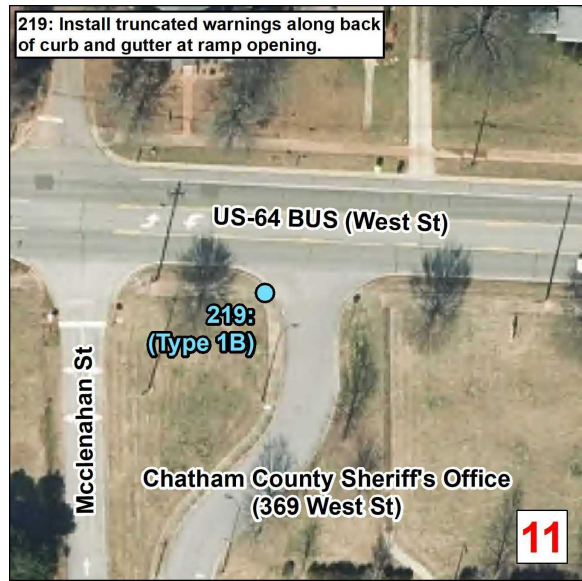 219: Install truncated warnings along back
of curb and gutter at ramp opening.
US-64 BUS (West St)
219:
(Type 1B)
Mcclenahan St
Chatham County Sheriff's Office
(369 West St)
11